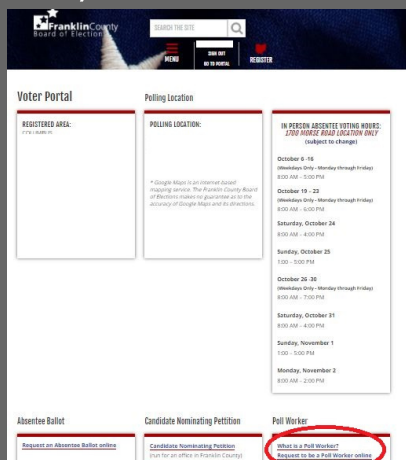 FranklinCounty
Board of Elections
SEARCH THE SITE
MENU
SIGN OUT
GO TO PORTAL
REGISTER
Voter Portal
Polling Location
REGISTERED AREA:
POLLING LOCATION:
* Google Maps is an internet based
mapping service. The Franklin County Board
of Elections makes no guarantee as to the
accuracy of Google Maps and its directions.
IN PERSON ABSENTEE VOTING HOURS:
1700 MORSE ROAD LOCATION ONLY
(subject to change)
October 6 -16
(Weekdays Only - Monday through Friday)
8:00 AM - 5:00 PM
October 19 - 23
(Weekdays Only - Monday through Friday)
8:00 AM - 6:00 PM
Saturday, October 24
8:00 AM - 4:00 PM
Sunday, October 25
1:00 - 5:00 PM
October 26 -30
(Weekdays Only - Monday through Friday)
8:00 AM - 7:00 PM
Saturday, October 31
8:00 AM - 4:00 PM
Sunday, November 1
1:00 - 5:00 PM
Monday, November 2
8:00 AM - 2:00 PM
Absentee Ballot
Candidate Nominating Pettition
Poll Worker
Request an Absentee Ballot online
Candidate Nominating Petition
(run for an office in Franklin County)
What is a Poll Worker?
Request to be a Poll Worker online